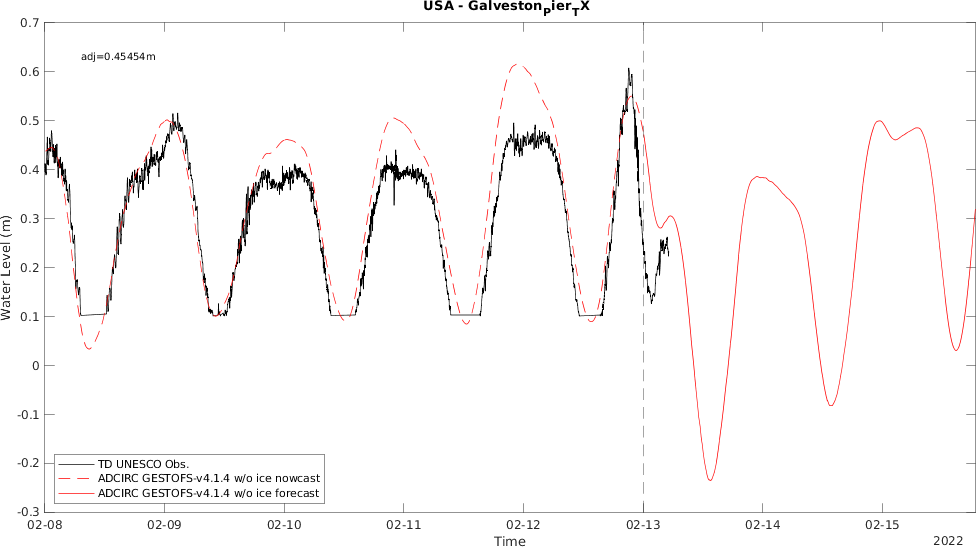 USA - Galveston_Pier_TX
adj=0.45454m
0.7
0.6
0.5
0.4
0.3
0.2
0.1
0
-0.1
-0.2
-0.3
Water Level (m)
TD UNESCO Obs.
ADCIRC GESTOFS-v4.1.4 w/o ice nowcast
ADCIRC GESTOFS-v4.1.4 w/o ice forecast
02-08 02-09 02-10 02-11 02-12 02-13 02-14 02-15
Time
2022